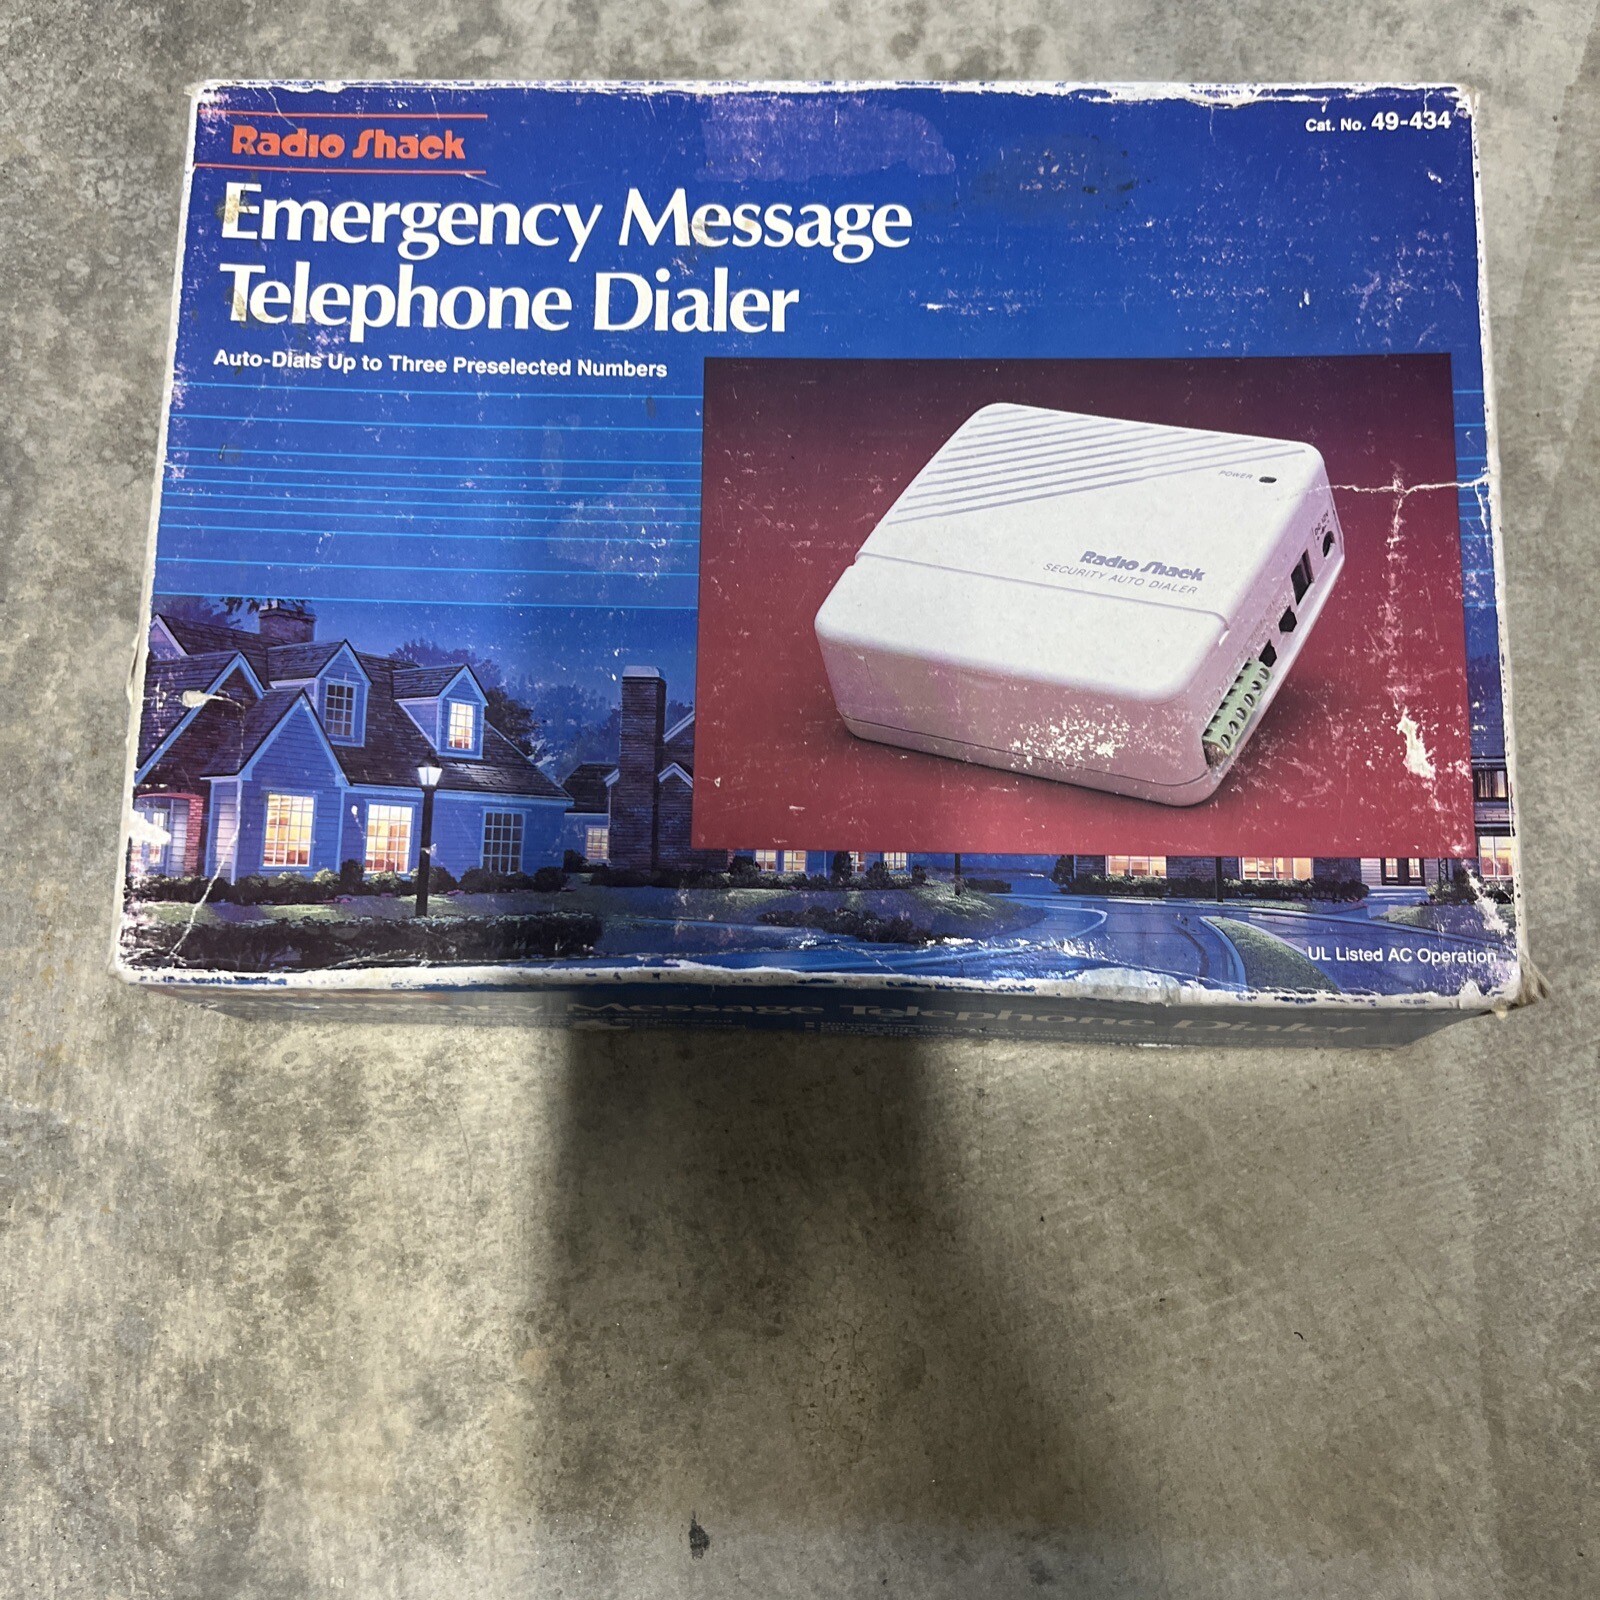 Radio Shack
Cat. No. 49-434
Emergency Message
Telephone Dialer
Auto-Dials Up to Three Preselected Numbers
POWER
Radio Shack
SECURITY AUTO DIALER
UL Listed AC Operation
Message Telephone Dialer